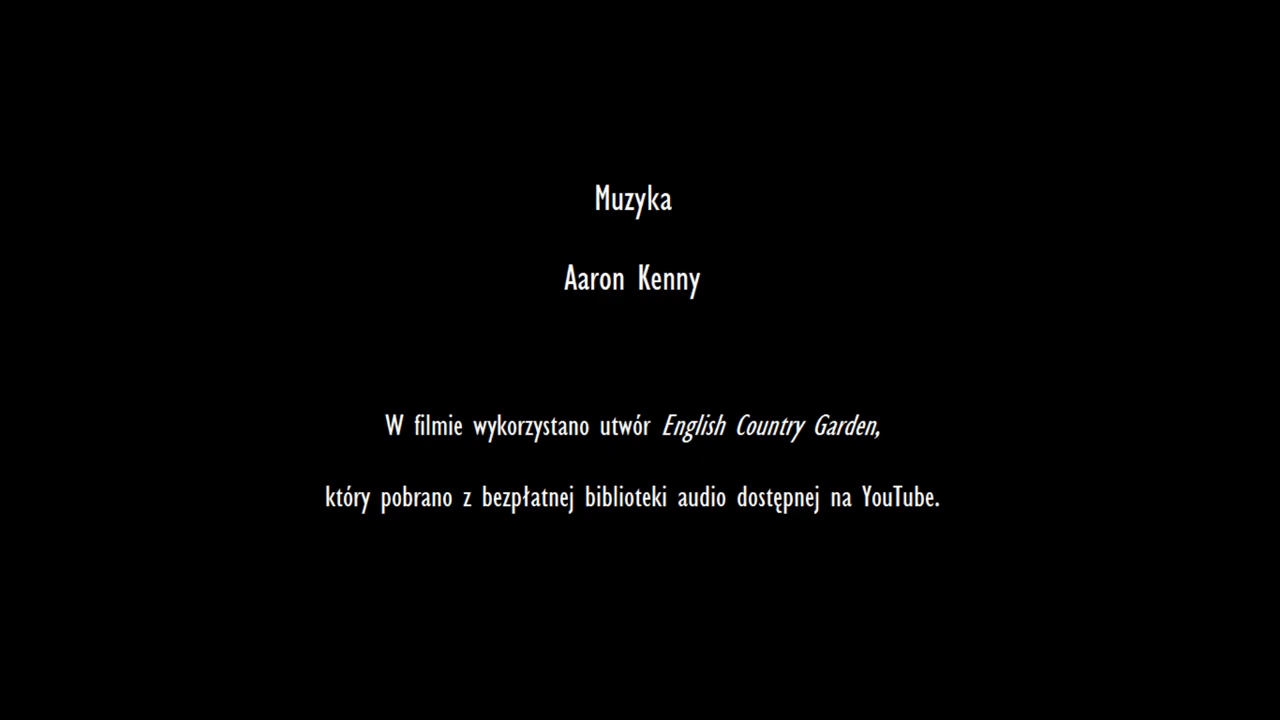 Muzyka
Aaron Kenny
W filmie wykorzystano utwór English Country Garden,
który pobrano z bezpłatnej biblioteki audio dostępnej na YouTube.